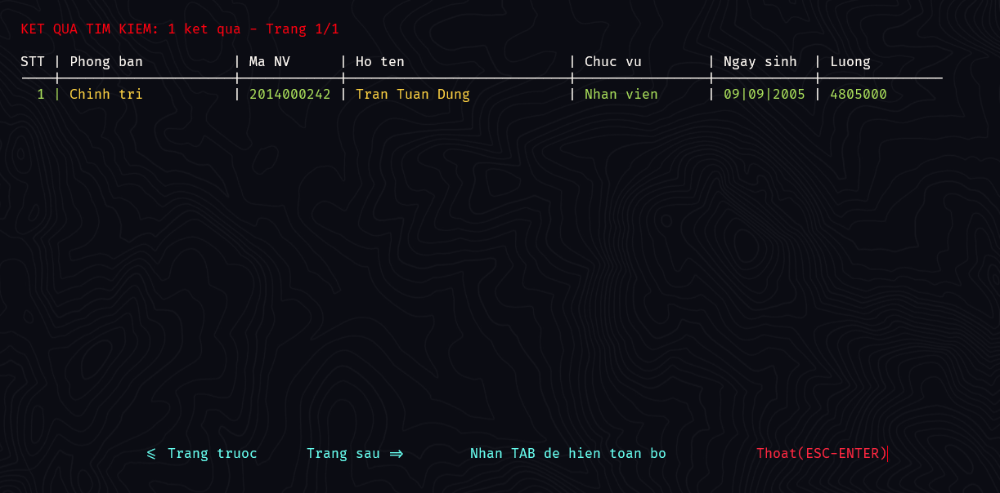 KET QUA TIM KIEM: 1 ket qua - Trang 1/1
STT | Phong ban | Ma NV | Ho ten | Chuc vu | Ngay sinh | Luong
1 | Chinh tri | 2014000242 | Tran Tuan Dung | Nhan vien | 09|09|2005 | 4805000
<= Trang truoc Trang sau => Nhan TAB de hien toan bo Thoat(ESC-ENTER)